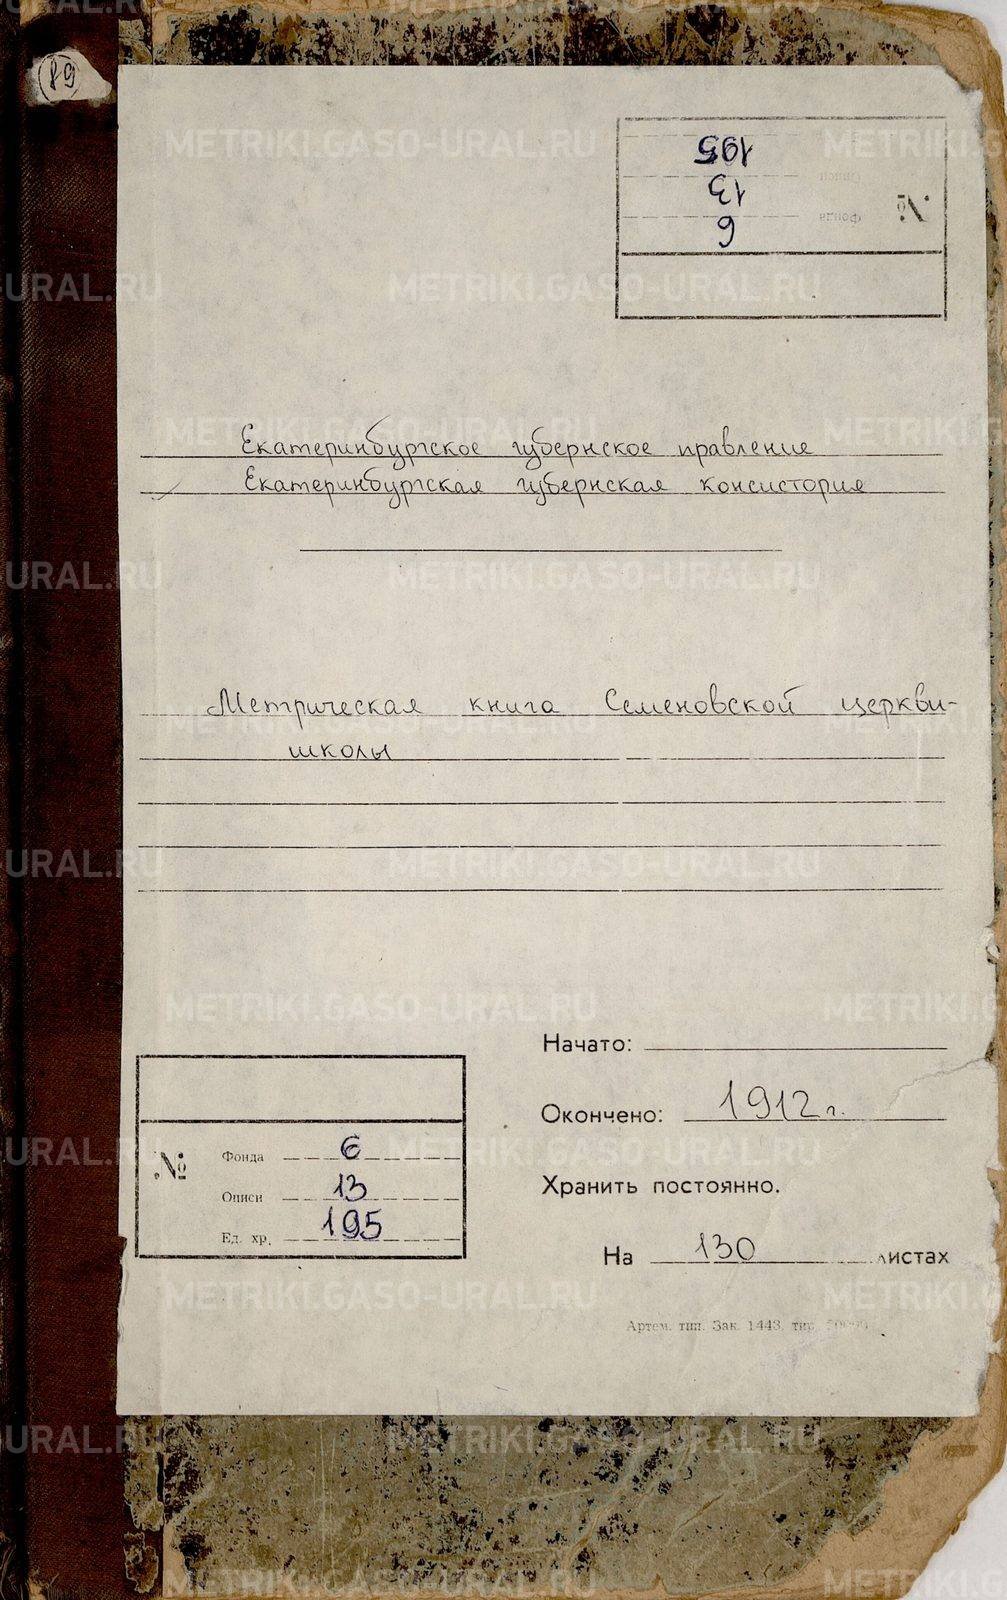 89
195
13
6
№
Фонда
Екатеринбургское губернское правление
Екатеринбургская губернская консистория
Метрическая книга Семеновской церкви-
школы
Начато:
Окончено: 1912 г.
Хранить постоянно.
На 130 листах
№
Фонда 6
Описи 13
Ед. хр. 195
Артем. тип. Зак. 1443. тир.
METRIKI.GASO-URAL.RU